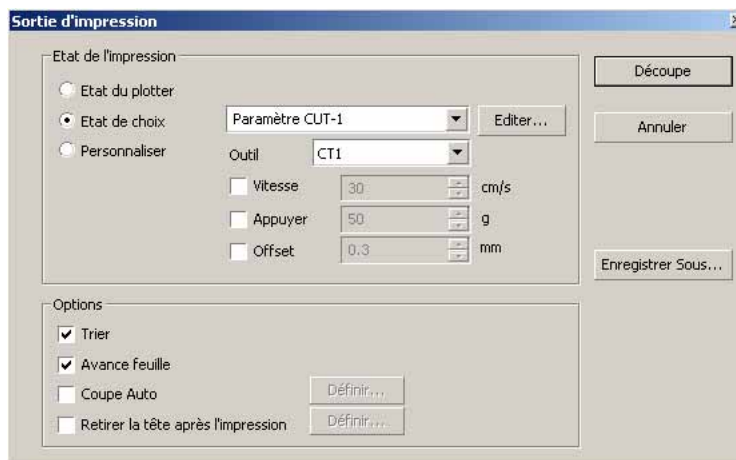 Sortie d'impression
Etat de l'impression
Etat du plotter
Etat de choix
Paramètre CUT-1
Editer...
Personnaliser
Outil
CT1
Vitesse
30
cm/s
Appuyer
50
g
Offset
0.3
mm
Découpe
Annuler
Enregistrer Sous...
Options
Trier
Avance feuille
Coupe Auto
Définir...
Retirer la tête après l'impression
Définir...